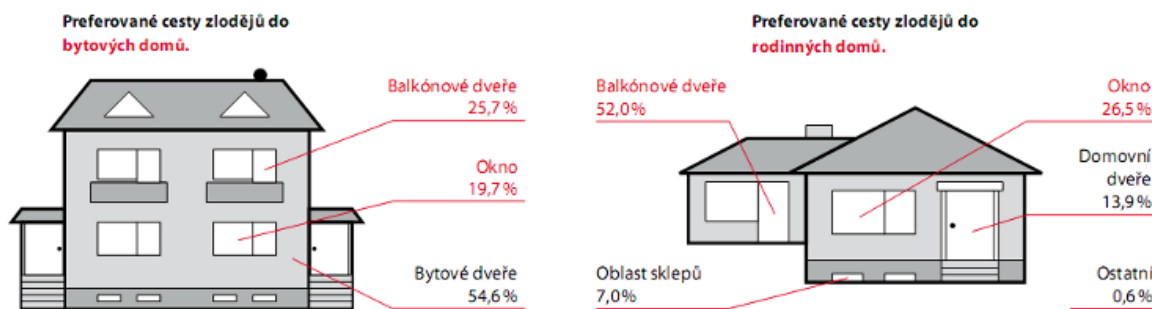 Preferované cesty zlodějů do
bytových domů.
Balkónové dveře
25,7%
Okno
19,7%
Bytové dveře
54,6%
Preferované cesty zlodějů do
rodinných domů.
Balkónové dveře
52,0%
Okno
26,5%
Domovní
dveře
13,9%
Oblast sklepů
7,0%
Ostatní
0,6%